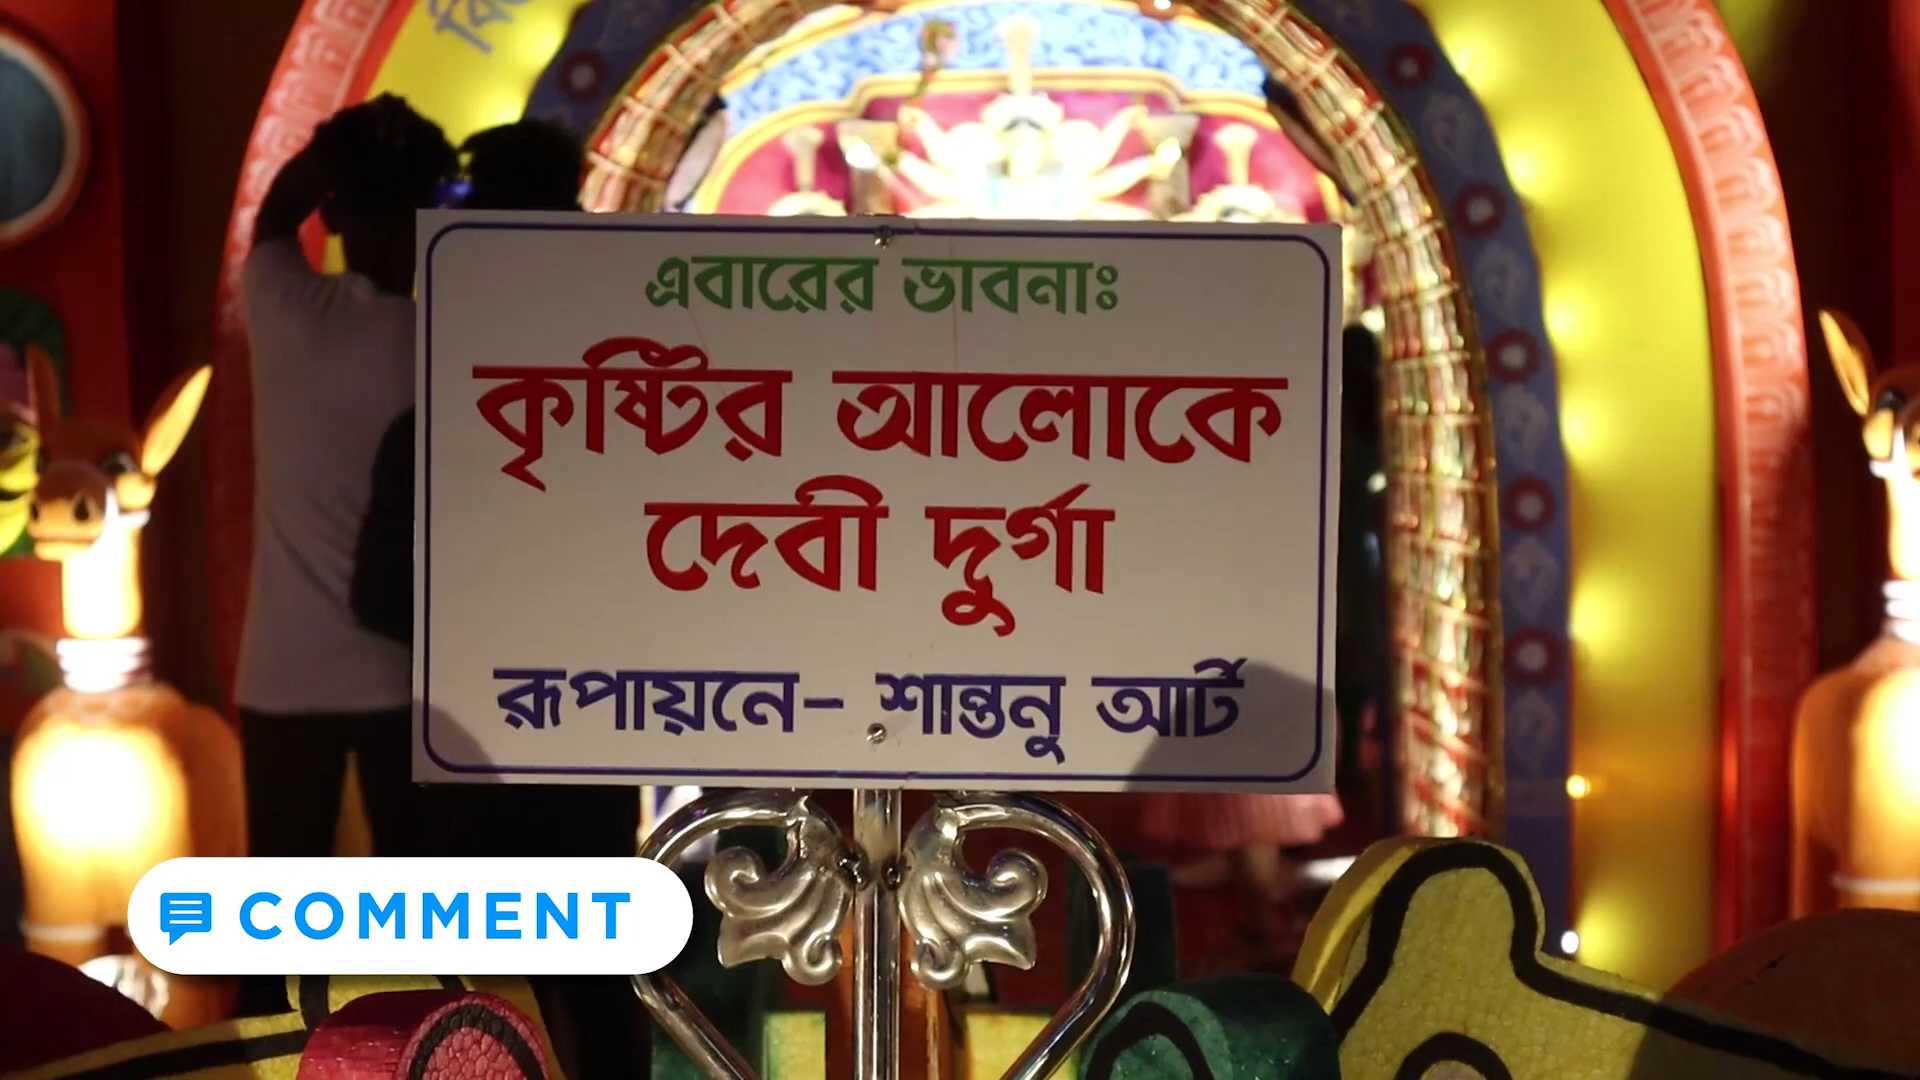 এবারের ভাবনাঃ
কৃষ্টির আলোকে
দেবী দুর্গা
রূপায়নে- শান্তনু আর্ট
COMMENT